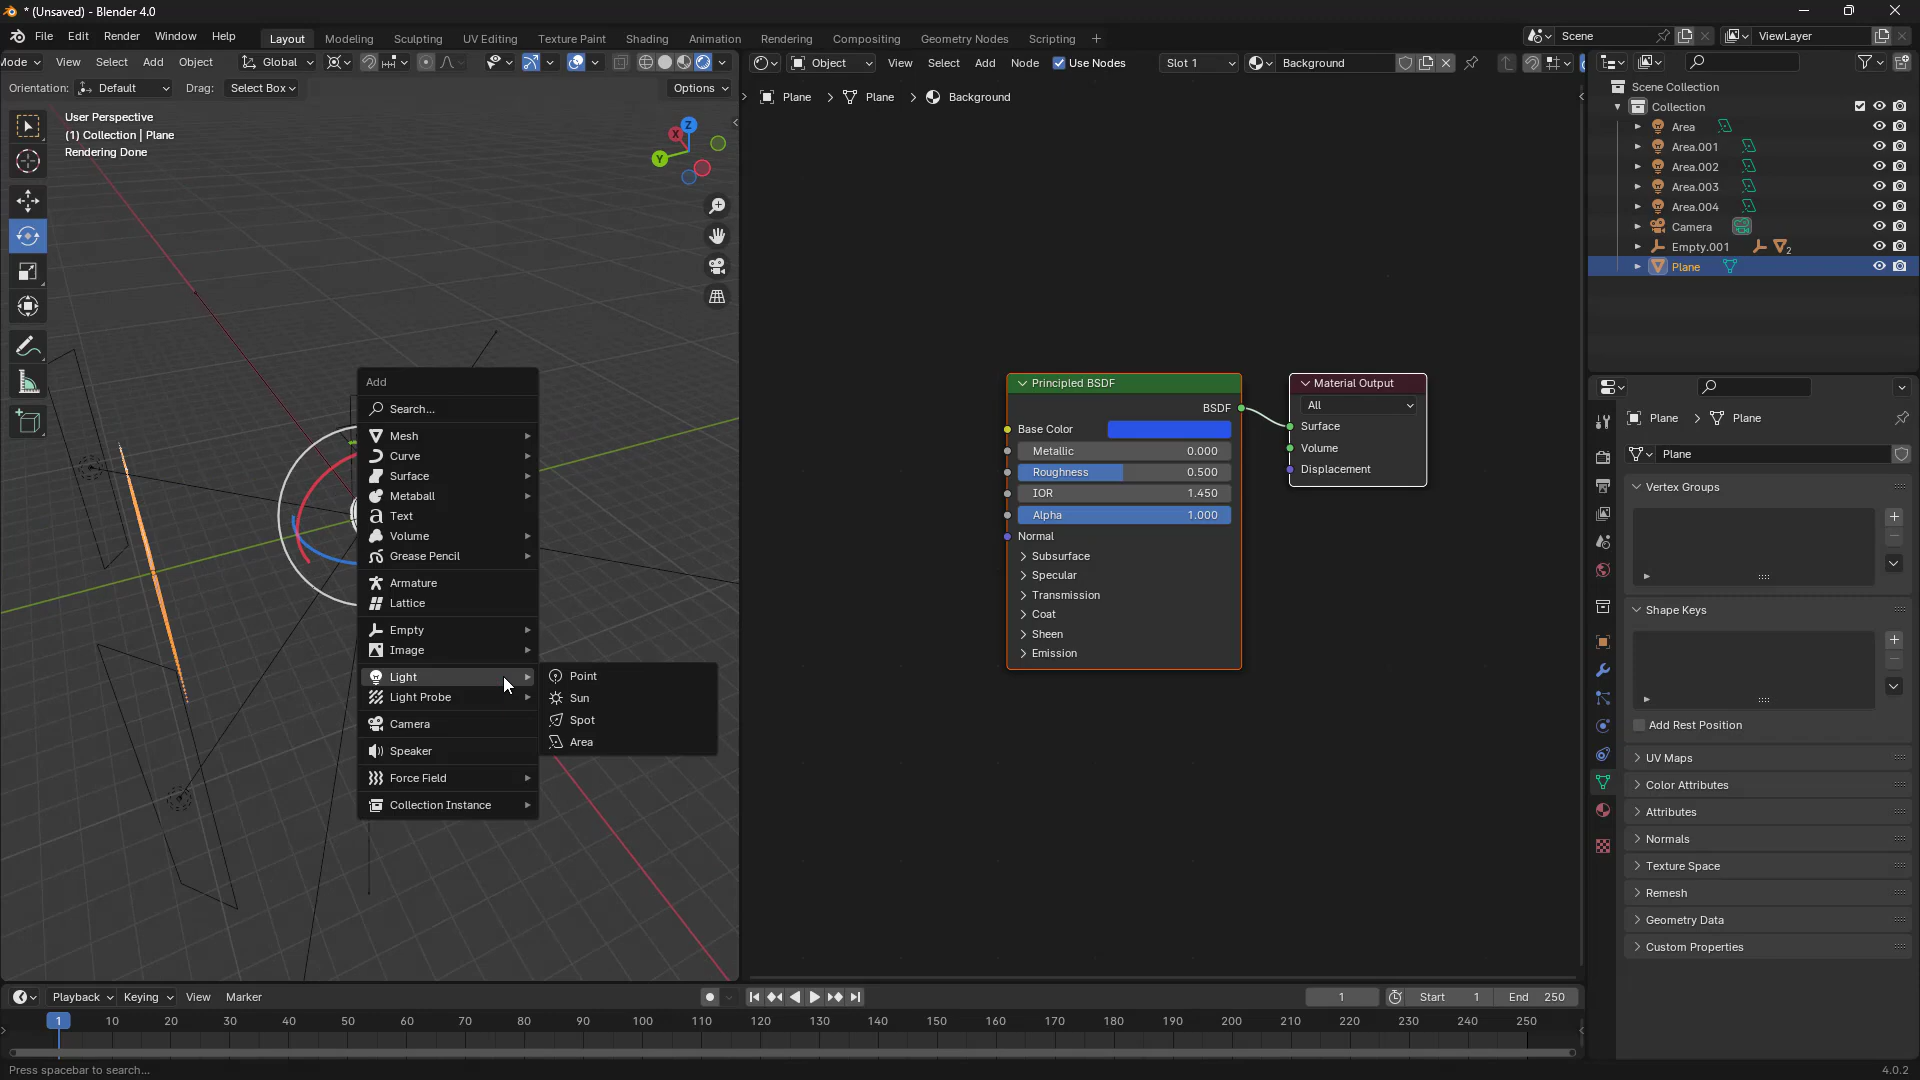 * (Unsaved) - Blender 4.0
File Edit Render Window Help Layout Modeling Sculpting UV Editing Texture Paint Shading Animation Rendering Compositing Geometry Nodes Scripting + Scene ViewLayer
Mode View Select Add Object Global
Object View Select Add Node Use Nodes Slot 1 Background
Orientation: Default Drag: Select Box Options
Plane > Plane > Background
User Perspective
(1) Collection | Plane
Rendering Done
X
Y
Z
Add
Search...
Mesh
Curve
Surface
Metaball
Text
Volume
Grease Pencil
Armature
Lattice
Empty
Image
Light
Light Probe
Camera
Speaker
Force Field
Collection Instance
Point
Sun
Spot
Area
Principled BSDF
BSDF
Base Color
Metallic 0.000
Roughness 0.500
IOR 1.450
Alpha 1.000
Normal
Subsurface
Specular
Transmission
Coat
Sheen
Emission
Material Output
All
Surface
Volume
Displacement
Scene Collection
Collection
Area
Area.001
Area.002
Area.003
Area.004
Camera
Empty.001 2
Plane
Plane > Plane
Plane
Vertex Groups
Shape Keys
Add Rest Position
UV Maps
Color Attributes
Attributes
Normals
Texture Space
Remesh
Geometry Data
Custom Properties
Playback Keying View Marker 1 Start 1 End 250
1 10 20 30 40 50 60 70 80 90 100 110 120 130 140 150 160 170 180 190 200 210 220 230 240 250
Press spacebar to search... 4.0.2